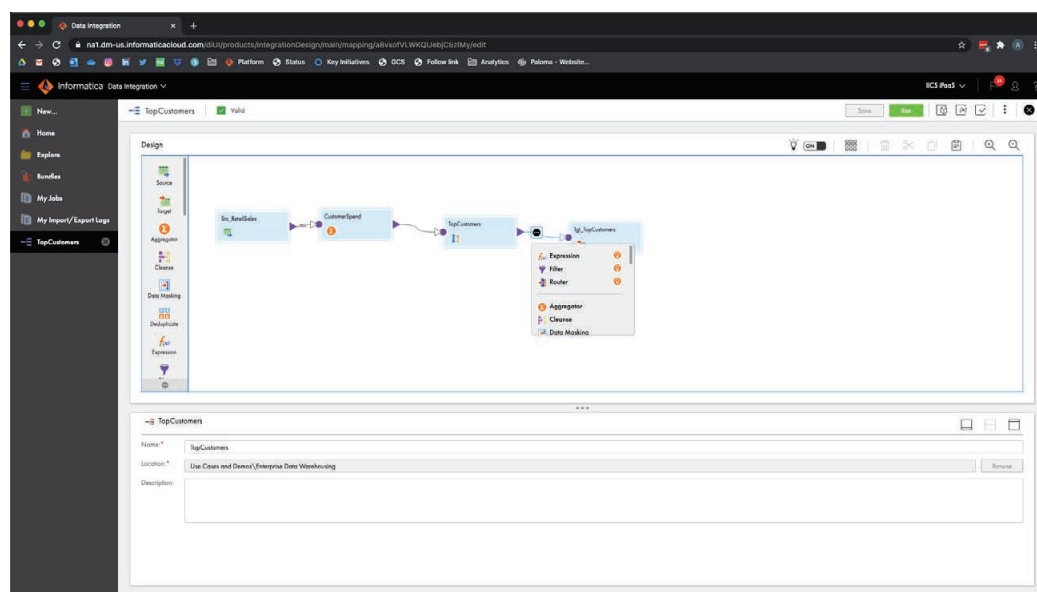 Data Integration
na1.dm-us.informaticacloud.com/diUI/products/integrationDesign/main/mapping/a8vxofVLWKQlJebjC5zlMy/edit
Platform Status Key Initiatives GCS Follow link Analytics Paloma - Website...
Informatica Data Integration IICS iPaaS
New... TopCustomers Valid Save Run
Home
Explore Design ON
Bundles
My Jobs
My Import/Export Logs
TopCustomers
Source
Target
Aggregator
Cleanse
Data Masking
Deduplicate
Expression
Src_RetailSales CustomerSpend TopCustomers Tgt_TopCustomers
Expression
Filter
Router
Aggregator
Cleanse
Data Masking
TopCustomers
Name:* TopCustomers
Location:* Use Cases and Demos\Enterprise Data Warehousing Browse
Description: